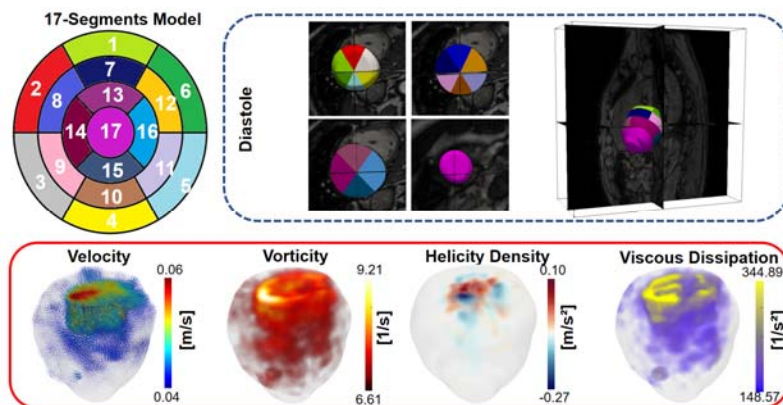 17-Segments Model
1
7
13
2
8
12
6
14
17
16
3
9
15
11
5
10
4
Diastole
Velocity
0.06
[m/s]
0.04
Vorticity
9.21
[1/s]
6.61
Helicity Density
0.10
[m/s²]
-0.27
Viscous Dissipation
344.89
[1/s²]
148.57